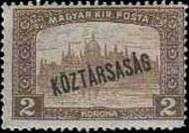 MAGYAR KIR. POSTA
KÖZTÁRSASÁG
2 KORONA 2